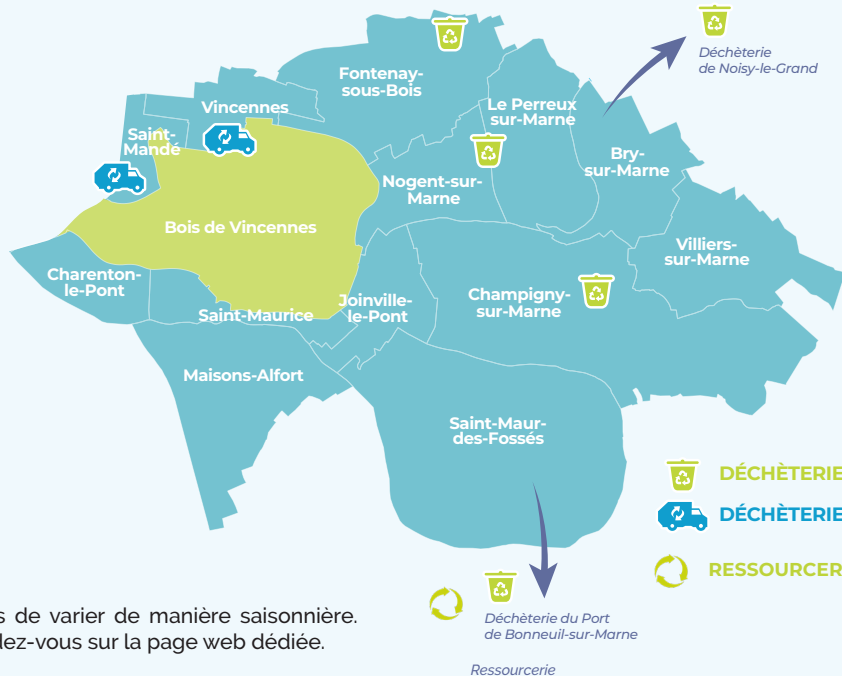 Déchèterie
de Noisy-le-Grand
Fontenay-
sous-Bois
Vincennes
Le Perreux
sur-Marne
Saint-
Mandé
Bry-
sur-Marne
Nogent-sur-
Marne
Bois de Vincennes
Villiers-
sur-Marne
Charenton-
le-Pont
Joinville-
le-Pont
Champigny-
sur-Marne
Saint-Maurice
Maisons-Alfort
Saint-Maur-
des-Fossés
DÉCHÈTERIE
DÉCHÈTERIE
RESSOURCER
s de varier de manière saisonnière.
dez-vous sur la page web dédiée.
Déchèterie du Port
de Bonneuil-sur-Marne
Ressourcerie